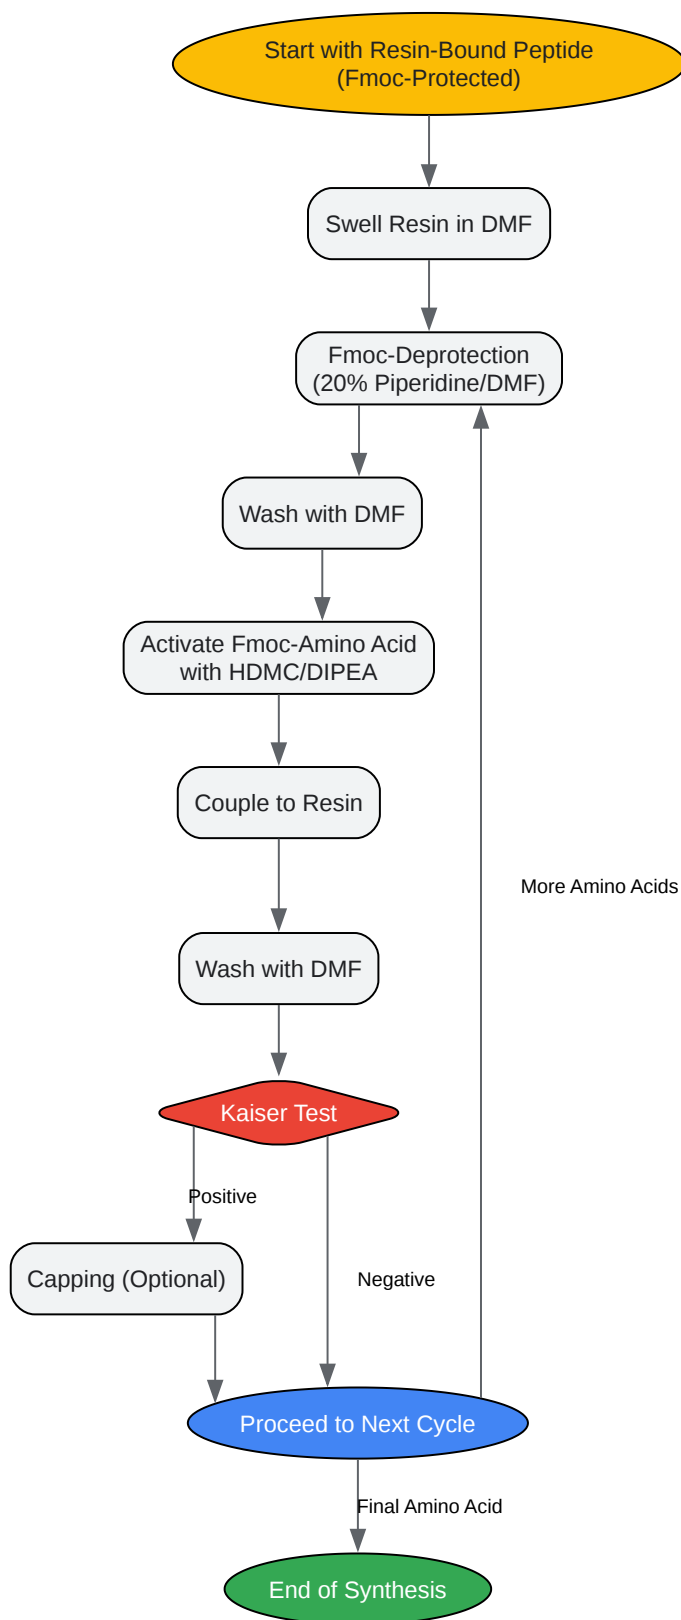 Start with Resin-Bound Peptide
(Fmoc-Protected)
Swell Resin in DMF
Fmoc-Deprotection
(20% Piperidine/DMF)
Wash with DMF
Activate Fmoc-Amino Acid
with HDMC/DIPEA
Couple to Resin
More Amino Acids
Wash with DMF
Kaiser Test
Positive
Capping (Optional)
Negative
Proceed to Next Cycle
Final Amino Acid
End of Synthesis